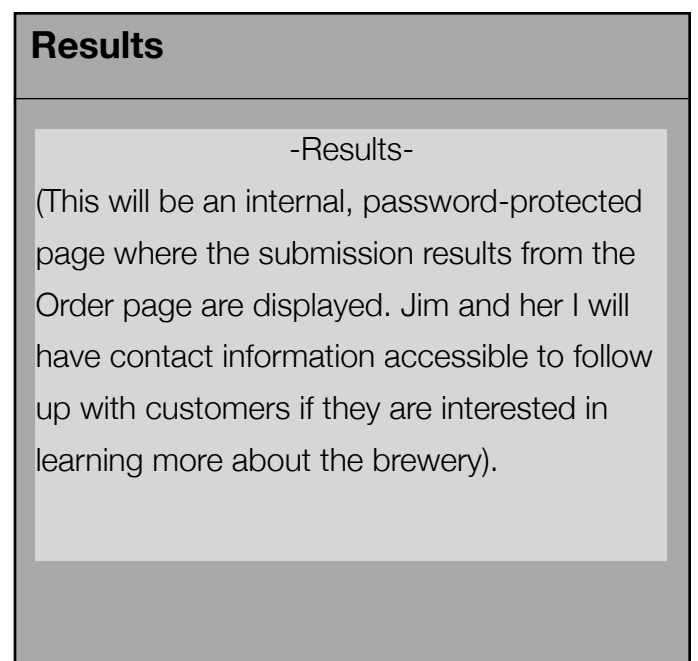 Results
-Results-
(This will be an internal, password-protected
page where the submission results from the
Order page are displayed. Jim and her I will
have contact information accessible to follow
up with customers if they are interested in
learning more about the brewery).